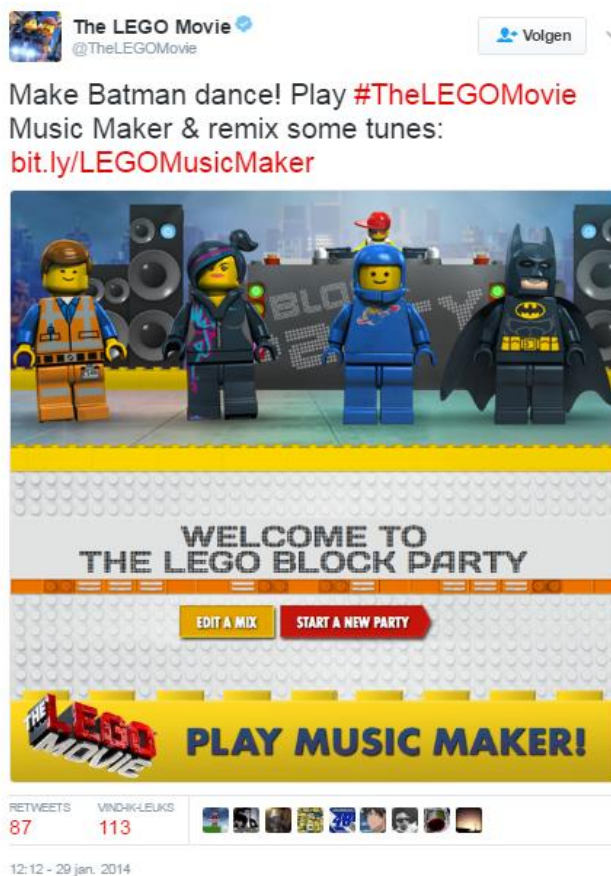 The LEGO Movie
@TheLEGOMovie
Volgen
Make Batman dance! Play #TheLEGOMovie
Music Maker & remix some tunes:
bit.ly/LEGOMusicMaker
WELCOME TO
THE LEGO BLOCK PARTY
EDIT A MIX
START A NEW PARTY
THE
LEGO
MOVIE
PLAY MUSIC MAKER!
RETWEETS
87
VIND-IK-LEUKS
113
12:12 - 29 jan. 2014